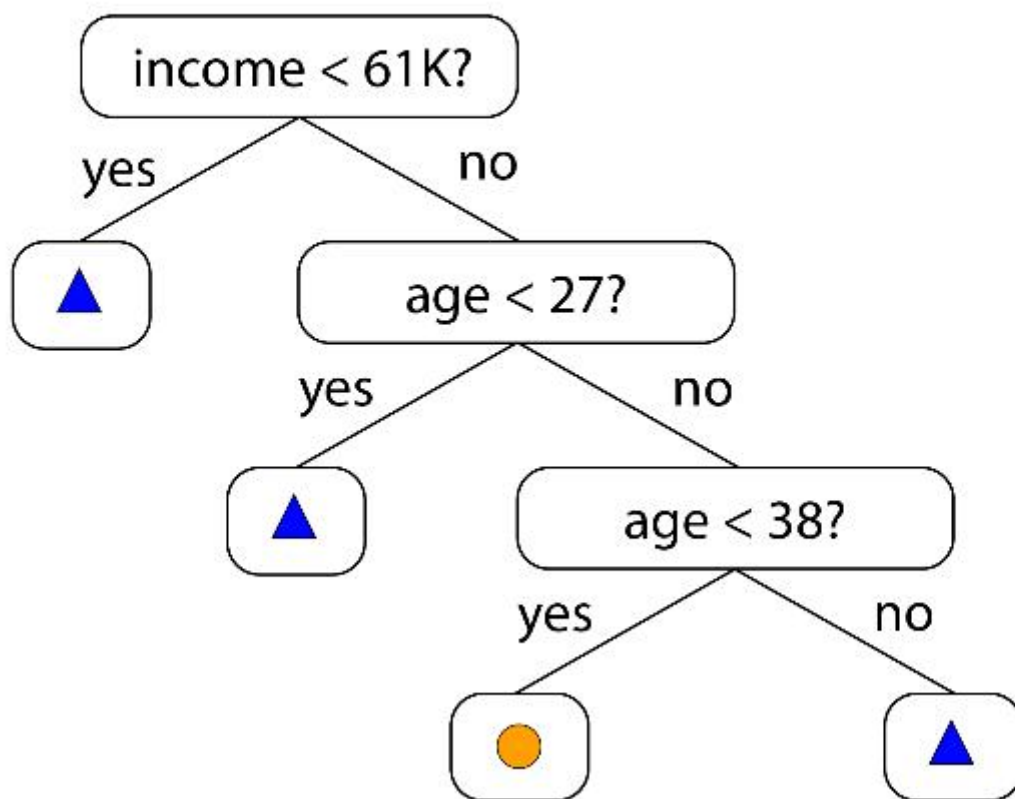 income < 61K?
yes
no
age < 27?
yes
no
age < 38?
yes
no